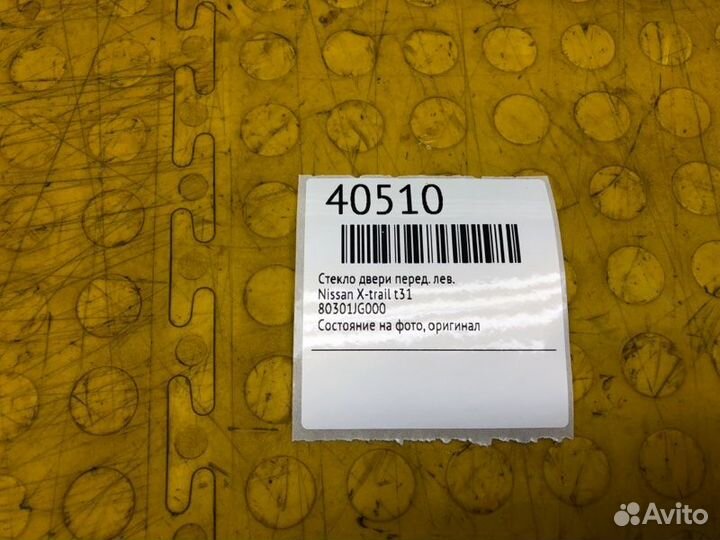 40510
Стекло двери перед. лев.
Nissan X-trail t31
80301JG000
Состояние на фото, оригинал
Avito